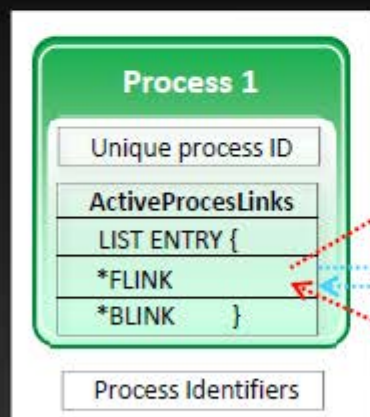 Process 1
Unique process ID
ActiveProcesLinks
LIST ENTRY {
*FLINK
*BLINK }
Process Identifiers